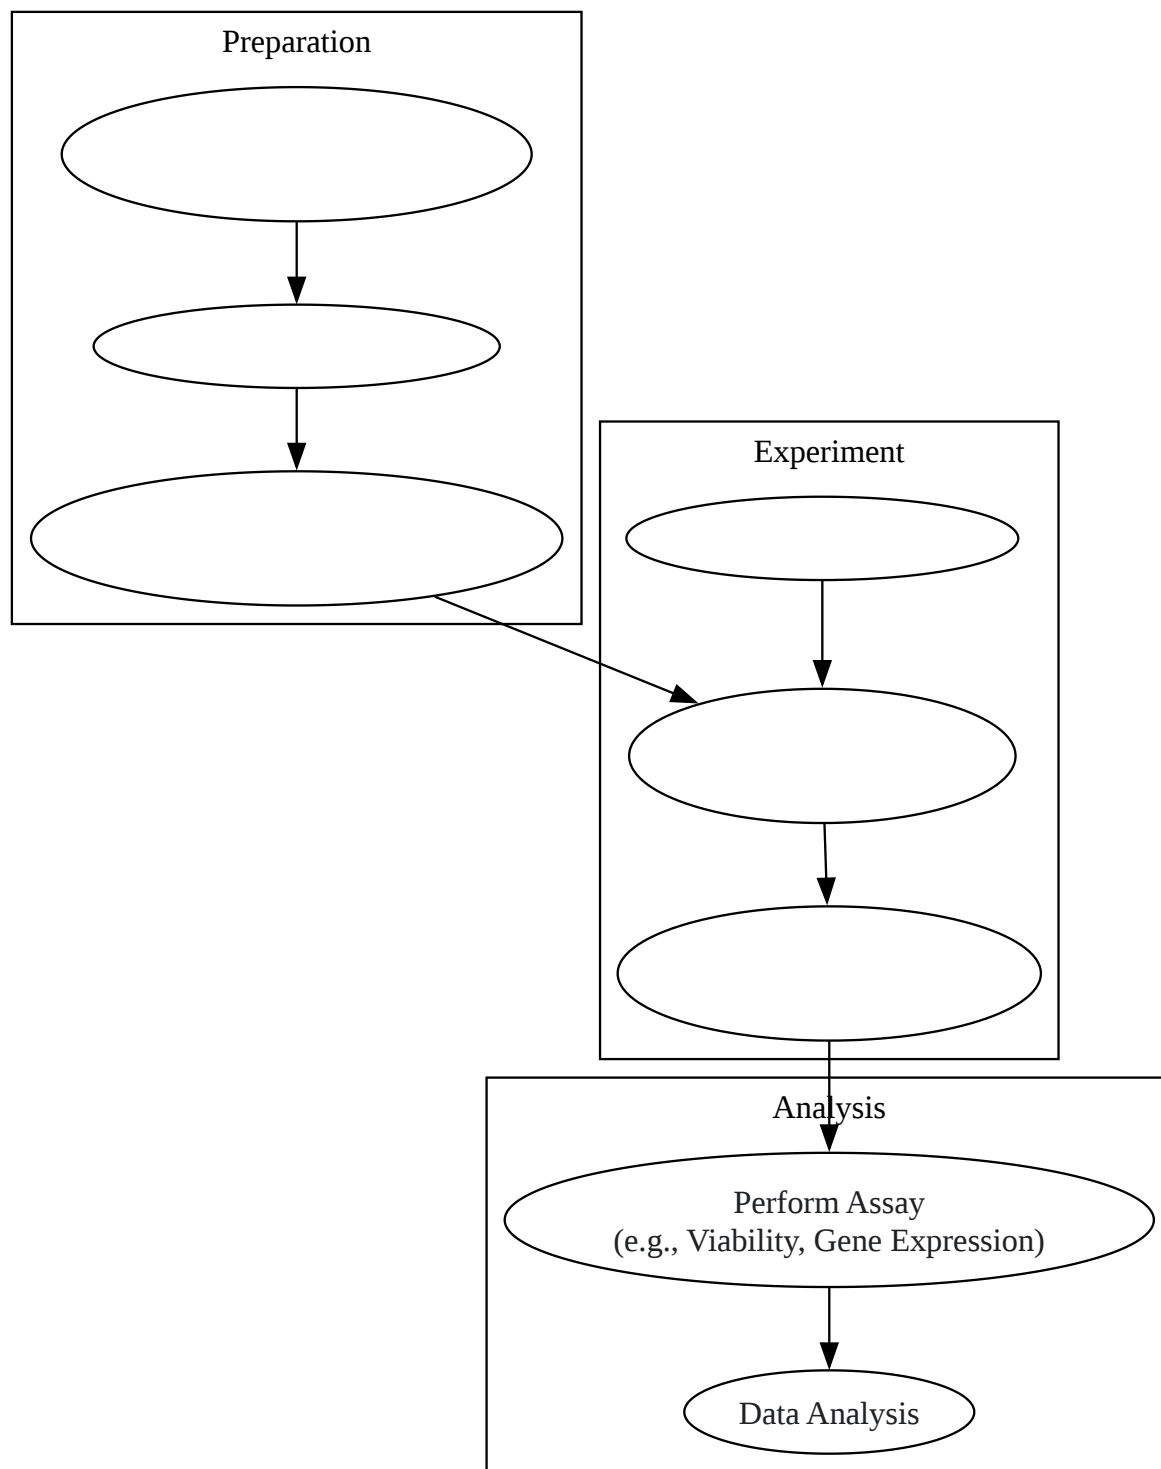 Preparation
Experiment
Analysis
Perform Assay
(e.g., Viability, Gene Expression)
Data Analysis